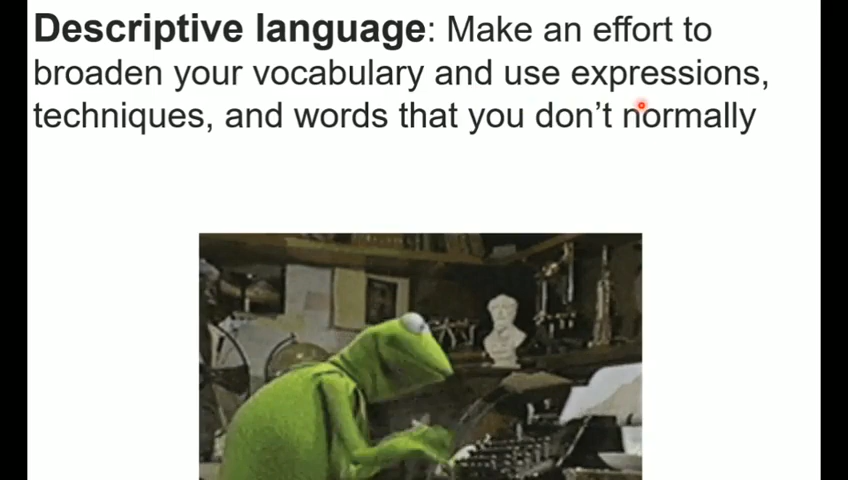 Descriptive language: Make an effort to
broaden your vocabulary and use expressions,
techniques, and words that you don’t normally